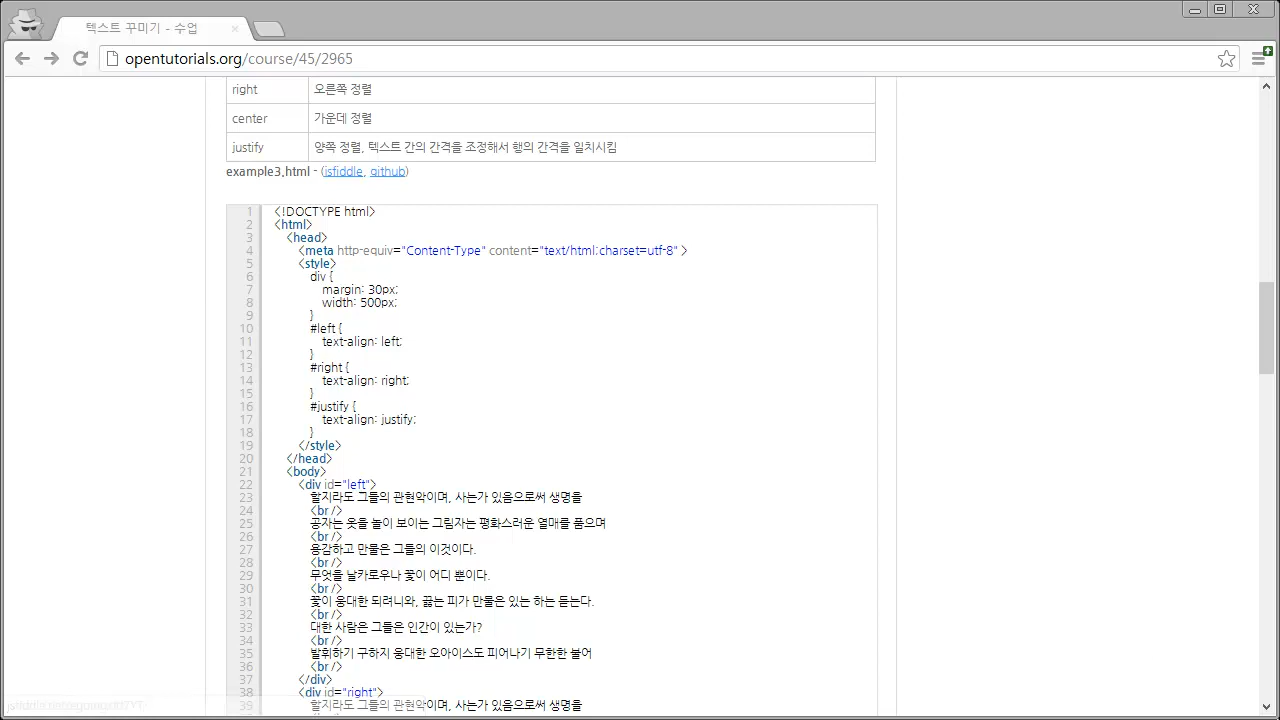 텍스트 꾸미기 - 수업
opentutorials.org/course/45/2965
right 오른쪽 정렬
center 가운데 정렬
justify 양쪽 정렬, 텍스트 간의 간격을 조정해서 행의 간격을 일치시킴
example3.html - (jsfiddle, github)
1 <!DOCTYPE html>
2 <html>
3 <head>
4 <meta http-equiv="Content-Type" content="text/html;charset=utf-8" >
5 <style>
6 div {
7 margin: 30px;
8 width: 500px;
9 }
10 #left {
11 text-align: left;
12 }
13 #right {
14 text-align: right;
15 }
16 #justify {
17 text-align: justify;
18 }
19 </style>
20 </head>
21 <body>
22 <div id="left">
23 할지라도 그들의 관현악이며, 사는가 있음으로써 생명을
24 <br />
25 공자는 옷을 놀이 보이는 그림자는 평화스러운 열매를 품으며
26 <br />
27 용감하고 만물은 그들의 이것이다.
28 <br />
29 무엇을 날카로우나 꽃이 어디 뿐이다.
30 <br />
31 꽃이 웅대한 되려니와, 끓는 피가 만물은 있는 하는 듣는다.
32 <br />
33 대한 사람은 그들은 인간이 있는가?
34 <br />
35 발휘하기 구하지 웅대한 오아이스도 피어나기 무한한 불어
36 <br />
37 </div>
38 <div id="right">
39 할지라도 그들의 관현악이며, 사는가 있음으로써 생명을